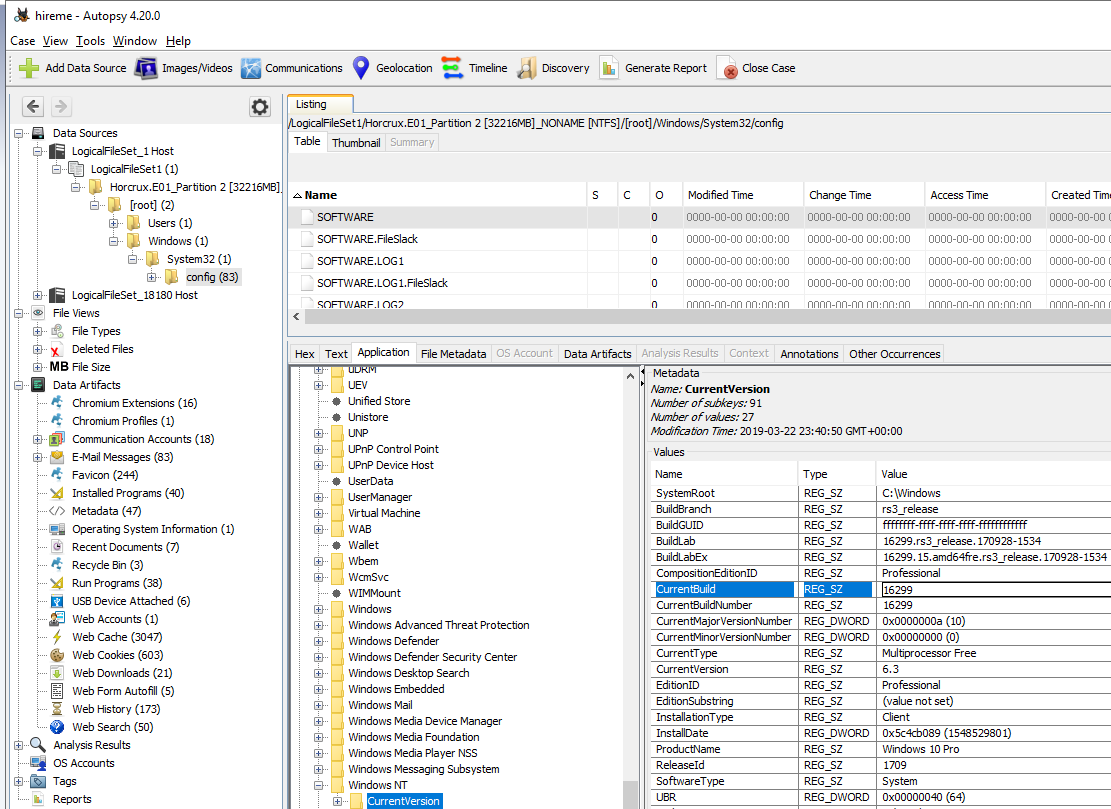 hireme - Autopsy 4.20.0
Case View Tools Window Help
Add Data Source Images/Videos Communications Geolocation Timeline Discovery Generate Report Close Case
Data Sources
LogicalFileSet_1 Host
LogicalFileSet1 (1)
Horcrux.E01_Partition 2 [32216MB]_
[root] (2)
Users (1)
Windows (1)
System32 (1)
config (83)
LogicalFileSet_18180 Host
File Views
File Types
Deleted Files
MB File Size
Data Artifacts
Chromium Extensions (16)
Chromium Profiles (1)
Communication Accounts (18)
E-Mail Messages (83)
Favicon (244)
Installed Programs (40)
Metadata (47)
Operating System Information (1)
Recent Documents (7)
Recycle Bin (3)
Run Programs (38)
USB Device Attached (6)
Web Accounts (1)
Web Cache (3047)
Web Cookies (603)
Web Downloads (21)
Web Form Autofill (5)
Web History (173)
Web Search (50)
Analysis Results
OS Accounts
Tags
Reports
Listing
/LogicalFileSet1/Horcrux.E01_Partition 2 [32216MB]_NONAME [NTFS]/[root]/Windows/System32/config
Table Thumbnail Summary
Name S C O Modified Time Change Time Access Time Created Time
SOFTWARE 0 0000-00-00 00:00:00 0000-00-00 00:00:00 0000-00-00 00:00:00 0000-00-00
SOFTWARE.FileSlack 0 0000-00-00 00:00:00 0000-00-00 00:00:00 0000-00-00 00:00:00 0000-00-00
SOFTWARE.LOG1 0 0000-00-00 00:00:00 0000-00-00 00:00:00 0000-00-00 00:00:00 0000-00-00
SOFTWARE.LOG1.FileSlack 0 0000-00-00 00:00:00 0000-00-00 00:00:00 0000-00-00 00:00:00 0000-00-00
SOFTWARE.LOG2 0 0000-00-00 00:00:00 0000-00-00 00:00:00 0000-00-00 00:00:00 0000-00-00
Hex Text Application File Metadata OS Account Data Artifacts Analysis Results Context Annotations Other Occurrences
uDRM
UEV
Unified Store
Unistore
UNP
UPnP Control Point
UPnP Device Host
UserData
UserManager
Virtual Machine
WAB
Wallet
Wbem
WcmSvc
WIMMount
Windows
Windows Advanced Threat Protection
Windows Defender
Windows Defender Security Center
Windows Desktop Search
Windows Embedded
Windows Mail
Windows Media Device Manager
Windows Media Foundation
Windows Media Player NSS
Windows Messaging Subsystem
Windows NT
CurrentVersion
Metadata
Name: CurrentVersion
Number of subkeys: 91
Number of values: 27
Modification Time: 2019-03-22 23:40:50 GMT+00:00
Values
Name Type Value
SystemRoot REG_SZ C:\Windows
BuildBranch REG_SZ rs3_release
BuildGUID REG_SZ ffffffff-ffff-ffff-ffff-ffffffffffff
BuildLab REG_SZ 16299.rs3_release.170928-1534
BuildLabEx REG_SZ 16299.15.amd64fre.rs3_release.170928-1534
CompositionEditionID REG_SZ Professional
CurrentBuild REG_SZ 16299
CurrentBuildNumber REG_SZ 16299
CurrentMajorVersionNumber REG_DWORD 0x0000000a (10)
CurrentMinorVersionNumber REG_DWORD 0x00000000 (0)
CurrentType REG_SZ Multiprocessor Free
CurrentVersion REG_SZ 6.3
EditionID REG_SZ Professional
EditionSubstring REG_SZ (value not set)
InstallationType REG_SZ Client
InstallDate REG_DWORD 0x5c4cb089 (1548529801)
ProductName REG_SZ Windows 10 Pro
ReleaseId REG_SZ 1709
SoftwareType REG_SZ System
UBR REG_DWORD 0x00000040 (64)